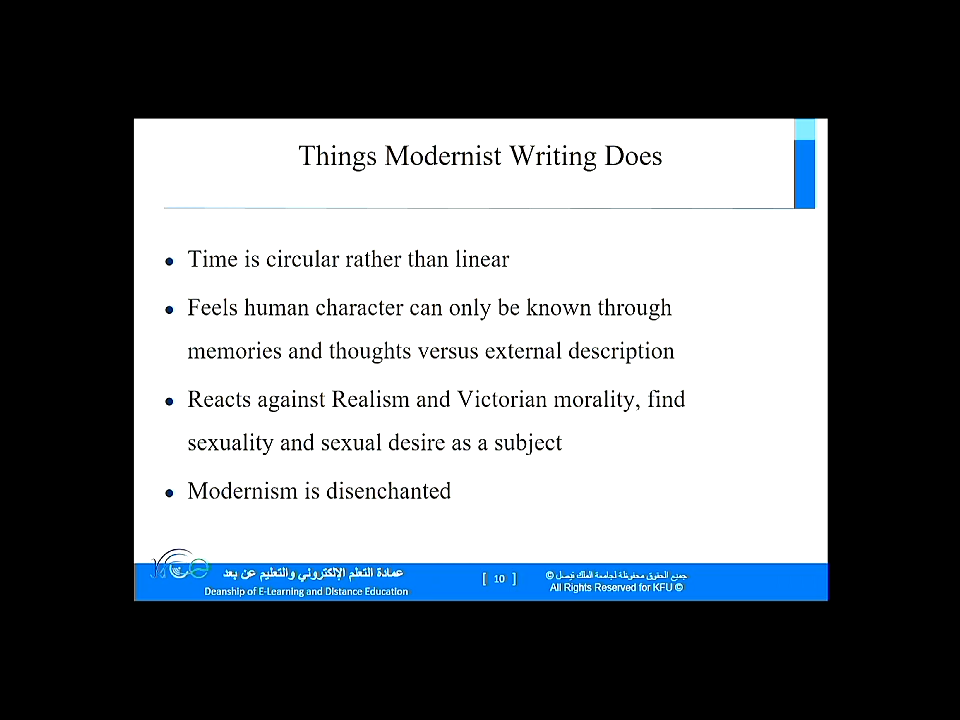 Things Modernist Writing Does
• Time is circular rather than linear
• Feels human character can only be known through
memories and thoughts versus external description
• Reacts against Realism and Victorian morality, find
sexuality and sexual desire as a subject
• Modernism is disenchanted
عمادة التعلم الإلكتروني والتعليم عن بعد
Deanship of E-Learning and Distance Education
[ 10 ]
جميع الحقوق محفوظة لجامعة الملك فيصل ©
All Rights Reserved for KFU ©